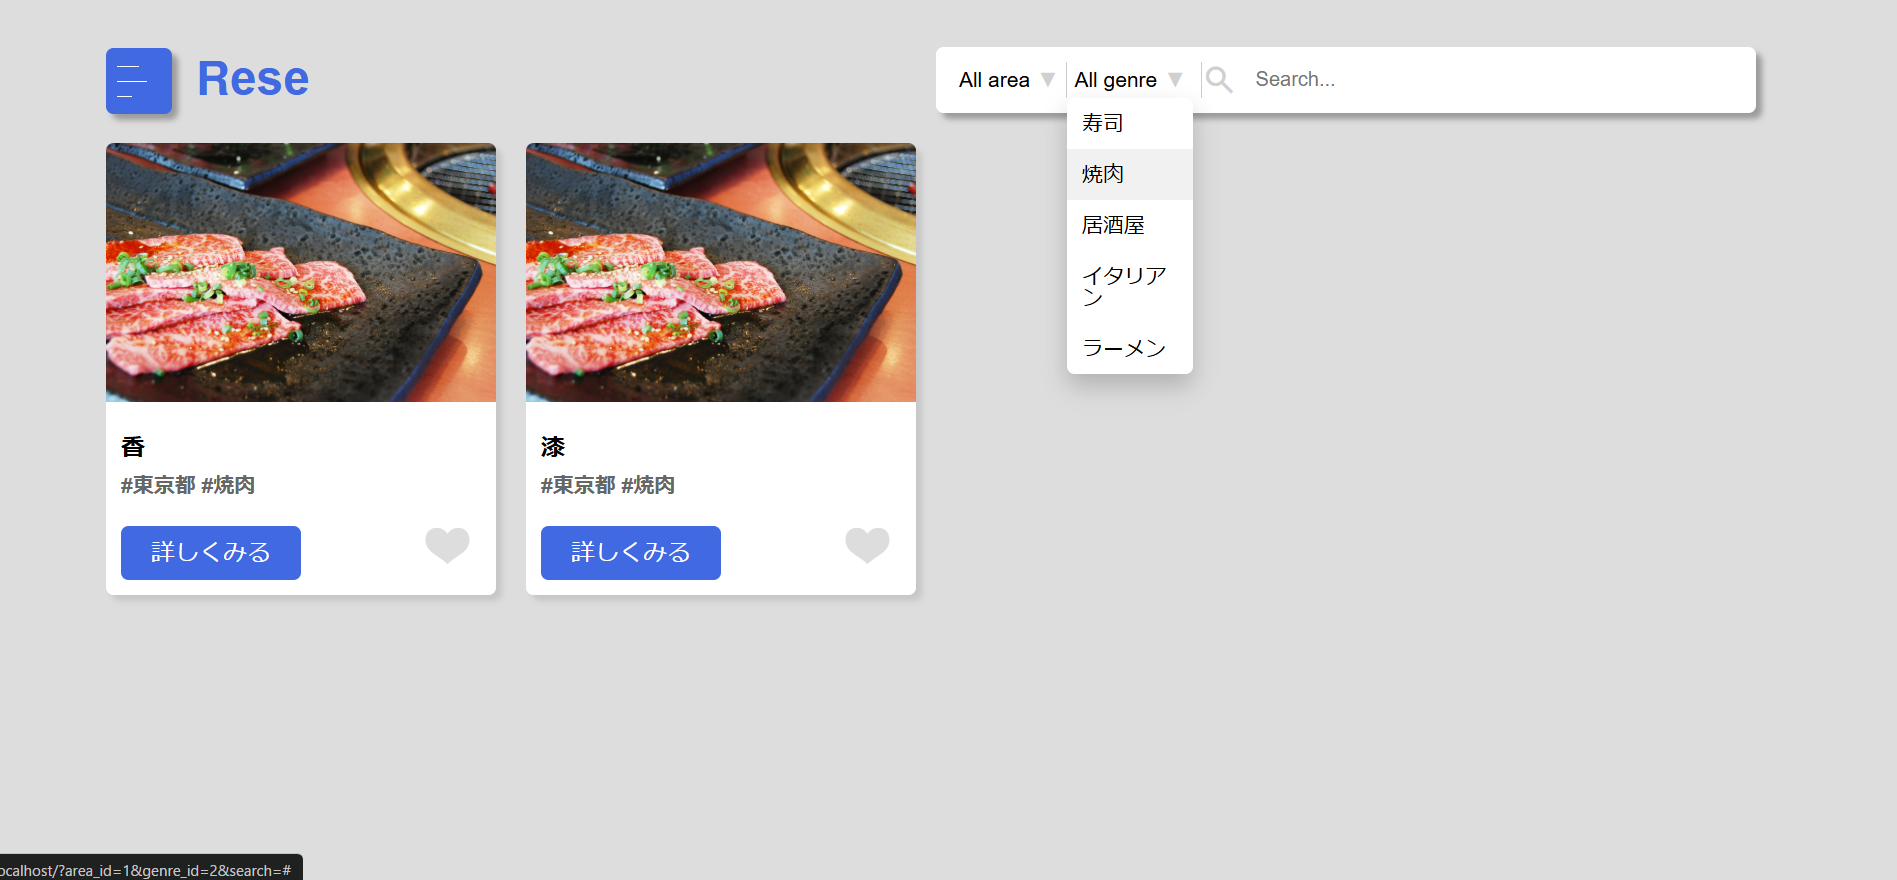 Rese
All area ▼
All genre ▼
Search...
寿司
焼肉
居酒屋
イタリア
ン
ラーメン
香
#東京都 #焼肉
詳しくみる
漆
#東京都 #焼肉
詳しくみる
ocalhost/?area_id=1&genre_id=2&search=#